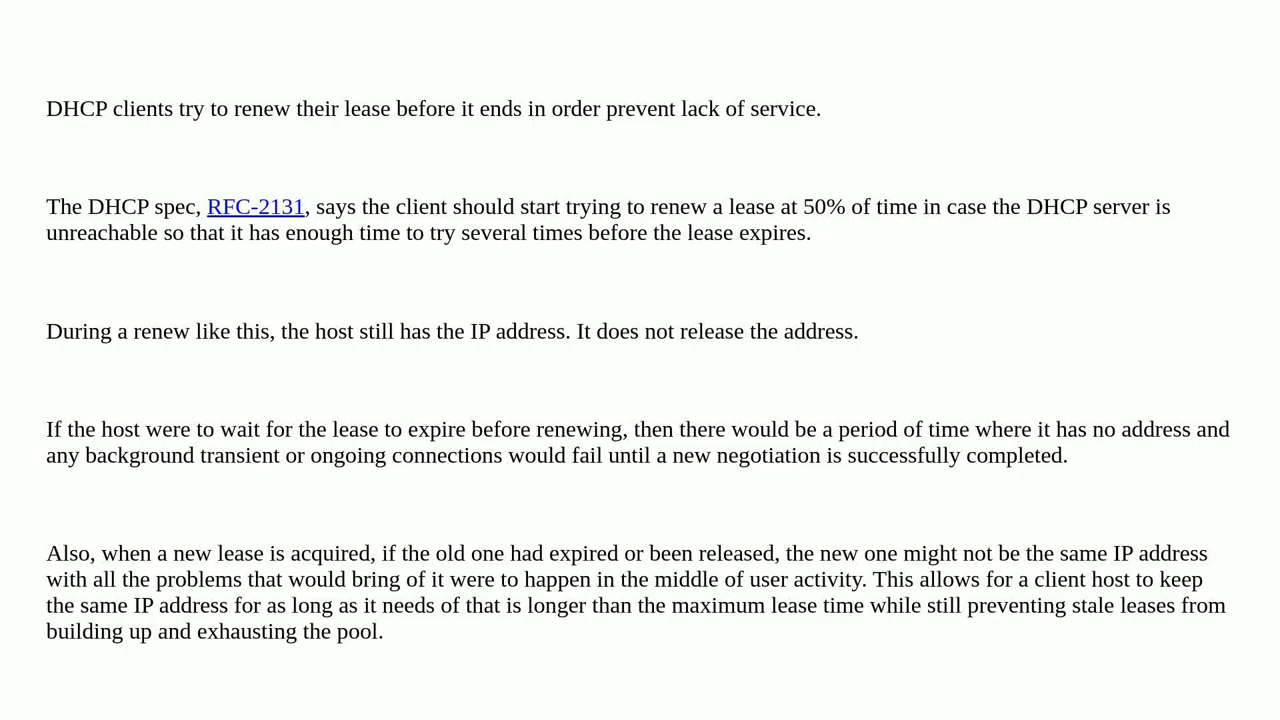 DHCP clients try to renew their lease before it ends in order prevent lack of service.
The DHCP spec, RFC-2131, says the client should start trying to renew a lease at 50% of time in case the DHCP server is
unreachable so that it has enough time to try several times before the lease expires.
During a renew like this, the host still has the IP address. It does not release the address.
If the host were to wait for the lease to expire before renewing, then there would be a period of time where it has no address and
any background transient or ongoing connections would fail until a new negotiation is successfully completed.
Also, when a new lease is acquired, if the old one had expired or been released, the new one might not be the same IP address
with all the problems that would bring of it were to happen in the middle of user activity. This allows for a client host to keep
the same IP address for as long as it needs of that is longer than the maximum lease time while still preventing stale leases from
building up and exhausting the pool.